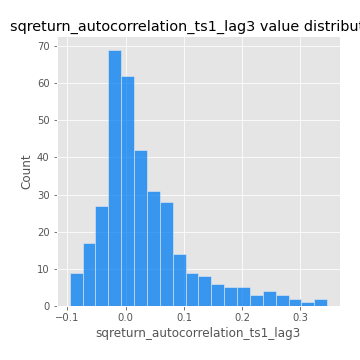 sqreturn_autocorrelation_ts1_lag3 value distribut
70
60
50
40
30
20
10
0
Count
−0.1 0.0 0.1 0.2 0.3
sqreturn_autocorrelation_ts1_lag3